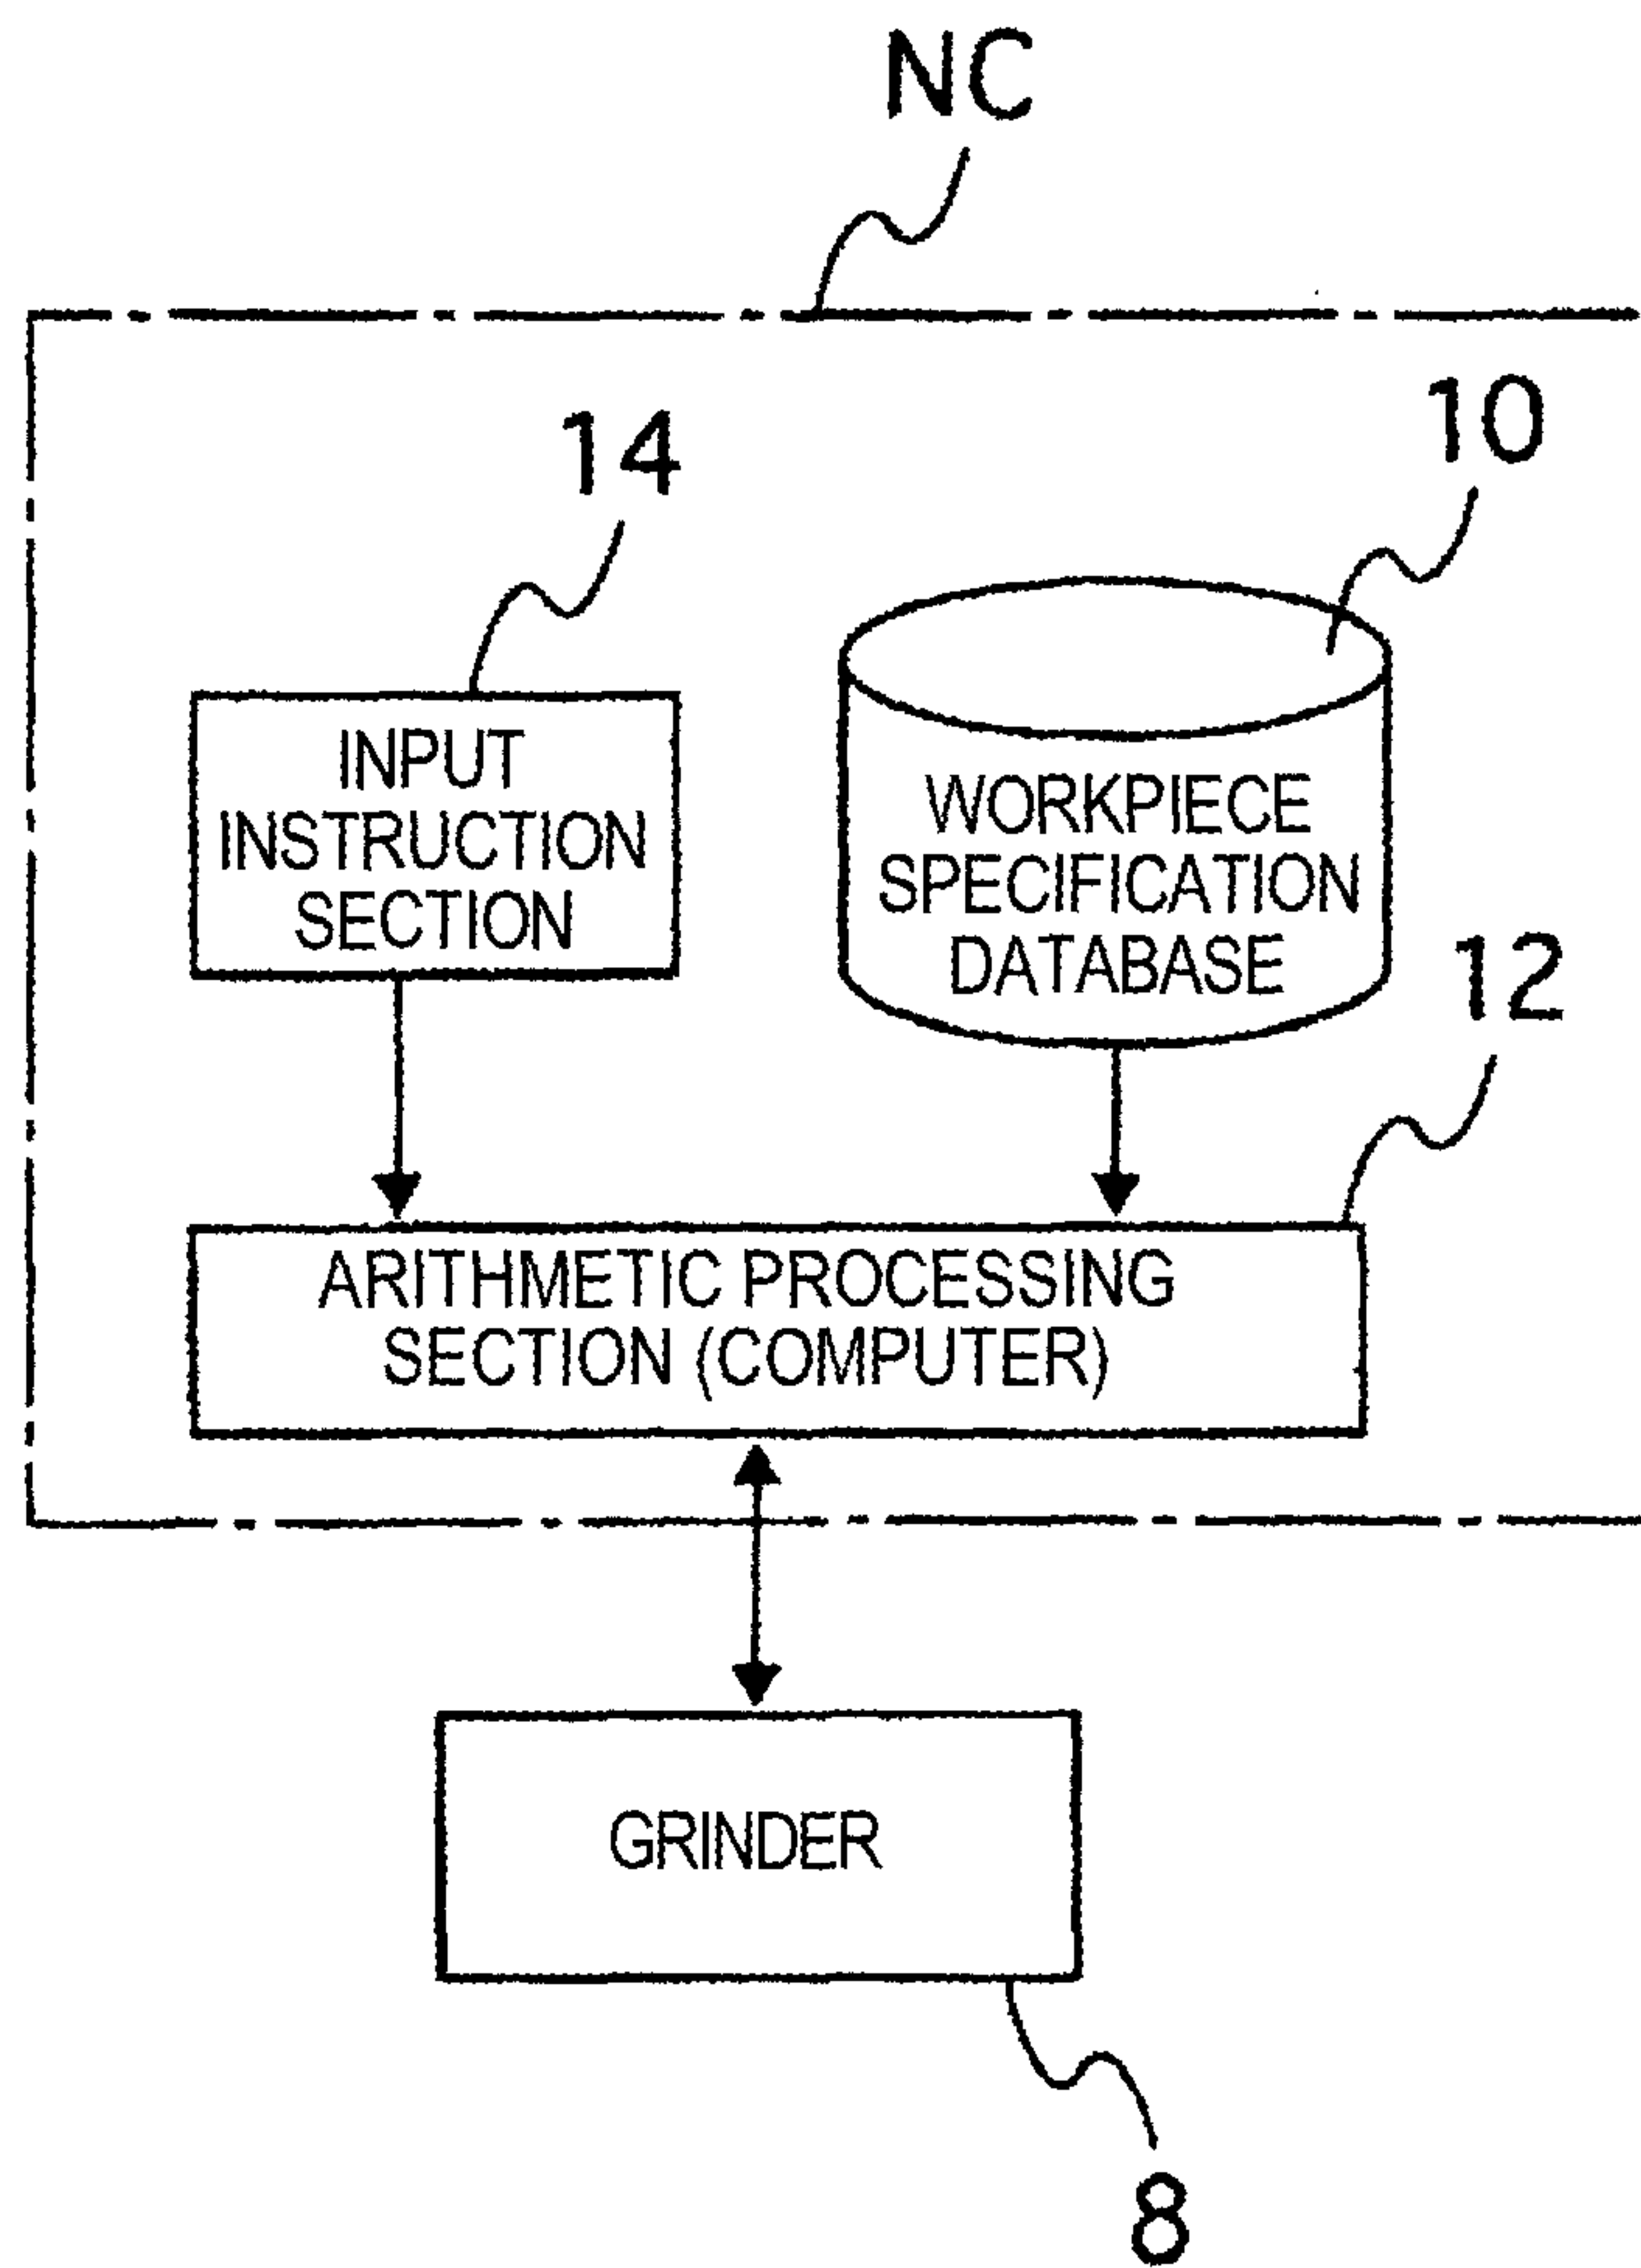 NC
14
10
INPUT
INSTRUCTION
SECTION
WORKPIECE
SPECIFICATION
DATABASE
12
ARITHMETIC PROCESSING
SECTION (COMPUTER)
GRINDER
8